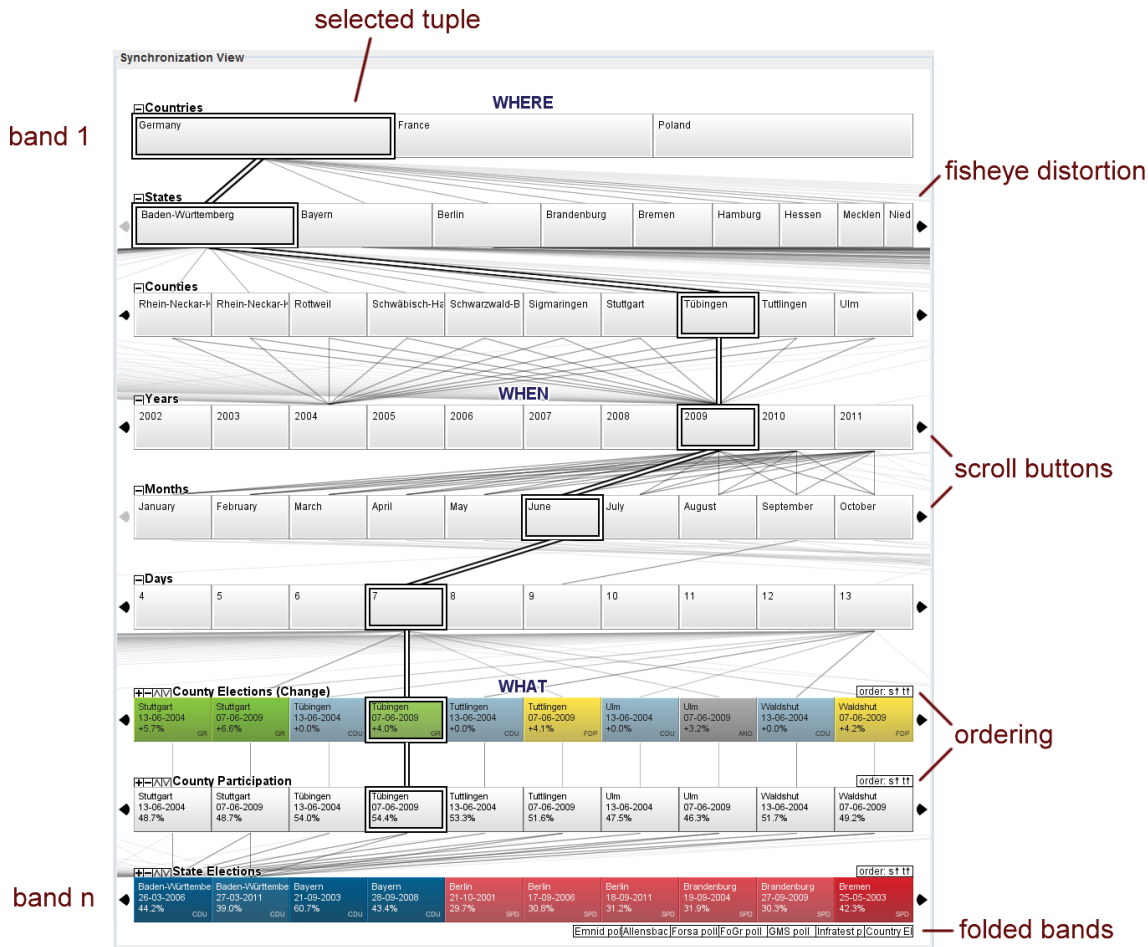 selected tuple
Synchronization View
Countries
WHERE
band 1
Germany
France
Poland
fisheye distortion
States
Baden-Württemberg
Bayern
Berlin
Brandenburg
Bremen
Hamburg
Hessen
Mecklen
Nied
Counties
Rhein-Neckar-K
Rhein-Neckar-K
Rottweil
Schwäbisch-Ha
Schwarzwald-B
Sigmaringen
Stuttgart
Tübingen
Tuttlingen
Ulm
Years
WHEN
2002
2003
2004
2005
2006
2007
2008
2009
2010
2011
scroll buttons
Months
January
February
March
April
May
June
July
August
September
October
Days
4
5
6
7
8
9
10
11
12
13
County Elections (Change)
WHAT
order: s↑ t↑
Stuttgart
13-06-2004
+5.7%
GR
Stuttgart
07-06-2009
+6.6%
GR
Tübingen
13-06-2004
+0.0%
CDU
Tübingen
07-06-2009
+4.0%
GR
Tuttlingen
13-06-2004
+0.0%
CDU
Tuttlingen
07-06-2009
+4.1%
FDP
Ulm
13-06-2004
+0.0%
CDU
Ulm
07-06-2009
+3.2%
AND
Waldshut
13-06-2004
+0.0%
CDU
Waldshut
07-06-2009
+4.2%
FDP
ordering
County Participation
order: s↑ t↑
Stuttgart
13-06-2004
48.7%
Stuttgart
07-06-2009
48.7%
Tübingen
13-06-2004
54.0%
Tübingen
07-06-2009
54.4%
Tuttlingen
13-06-2004
53.3%
Tuttlingen
07-06-2009
51.6%
Ulm
13-06-2004
47.5%
Ulm
07-06-2009
46.3%
Waldshut
13-06-2004
51.7%
Waldshut
07-06-2009
49.2%
State Elections
order: s↑ t↑
band n
Baden-Württembe
26-03-2006
44.2%
CDU
Baden-Württembe
27-03-2011
39.0%
CDU
Bayern
21-09-2003
60.7%
CDU
Bayern
28-09-2008
43.4%
CDU
Berlin
21-10-2001
29.7%
SPD
Berlin
17-09-2006
30.8%
SPD
Berlin
18-09-2011
31.2%
SPD
Brandenburg
19-09-2004
31.9%
SPD
Brandenburg
27-09-2009
30.3%
SPD
Bremen
25-05-2003
42.3%
SPD
Emnid pol
Allensbac
Forsa poll
FoGr poll
GMS poll
Infratest p
Country El
folded bands